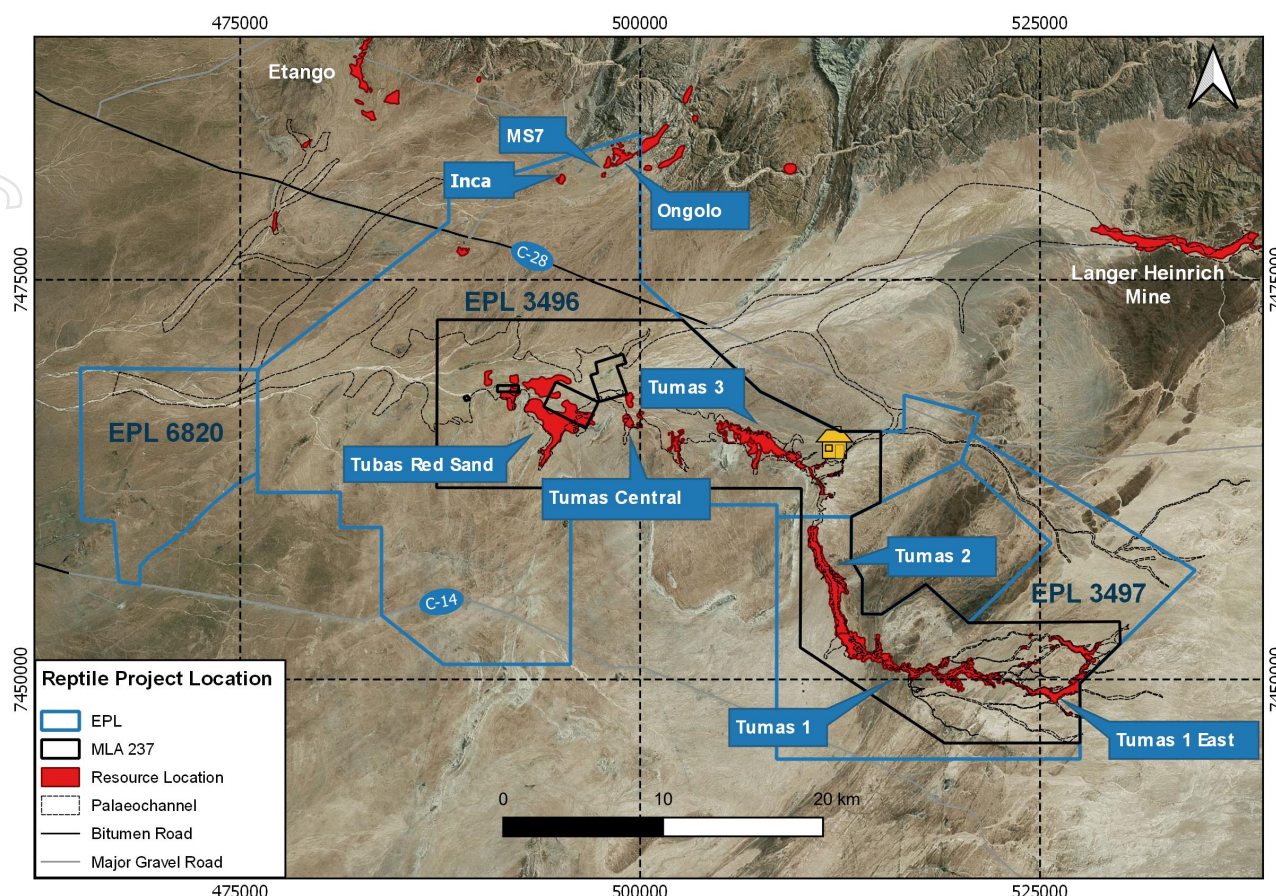 475000
500000
525000
Etango
MS7
Inca
Ongolo
C-28
7475000
7475000
Langer Heinrich
Mine
EPL 3496
Tumas 3
EPL 6820
Tubas Red Sand
Tumas Central
Tumas 2
EPL 3497
C-14
7450000
7450000
Tumas 1
Tumas 1 East
Reptile Project Location
EPL
MLA 237
Resource Location
Palaeochannel
Bitumen Road
Major Gravel Road
0
10
20 km
475000
500000
525000